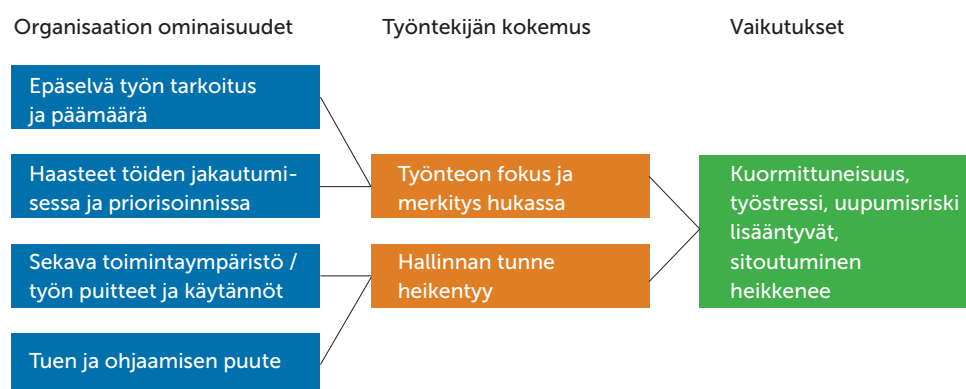 Organisaation ominaisuudet
Työntekijän kokemus
Vaikutukset
Epäselvä työn tarkoitus
ja päämäärä
Haasteet töiden jakautumi-
sessa ja priorisoinnissa
Sekava toimintaympäristö /
työn puitteet ja käytännöt
Tuen ja ohjaamisen puute
Työnteon fokus ja
merkitys hukassa
Hallinnan tunne
heikentyy
Kuormittuneisuus,
työstressi, uupumisriski
lisääntyvät,
sitoutuminen
heikkenee